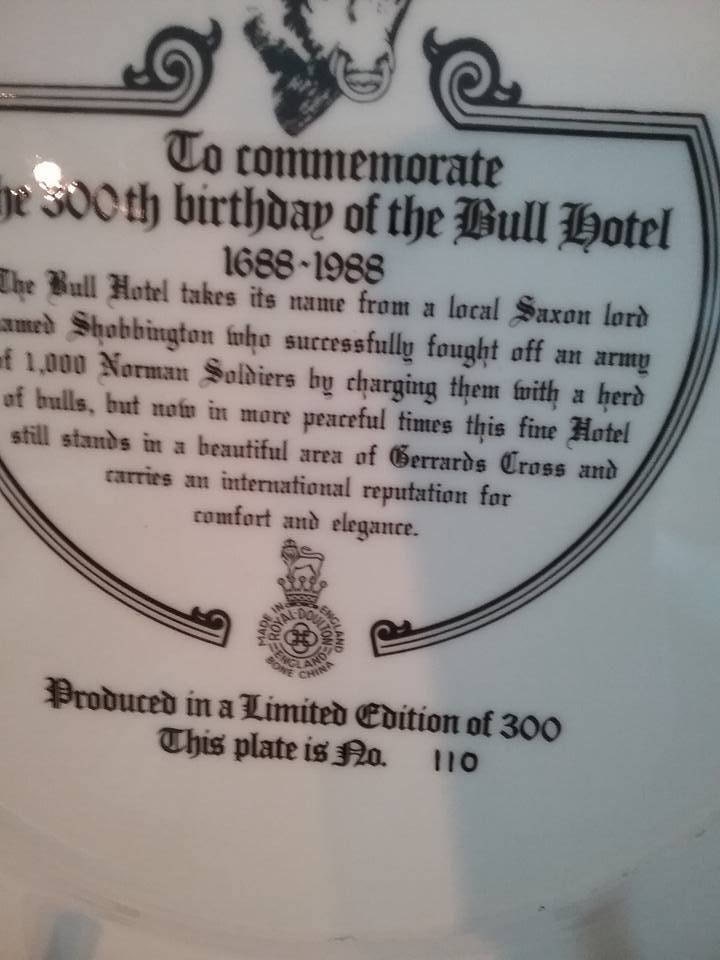 To commemorate
he 300th birthday of the Bull Hotel
1688-1988
The Bull Hotel takes its name from a local Saxon lord
amed Shobbington who successfully fought off an army
f 1,000 Norman Soldiers by charging them with a herd
of bulls, but now in more peaceful times this fine Hotel
still stands in a beautiful area of Gerrards Cross and
carries an international reputation for
comfort and elegance.
MADE IN ENGLAND
ROYAL·DOULTON
ENGLAND
BONE CHINA
Produced in a Limited Edition of 300
This plate is No. 110